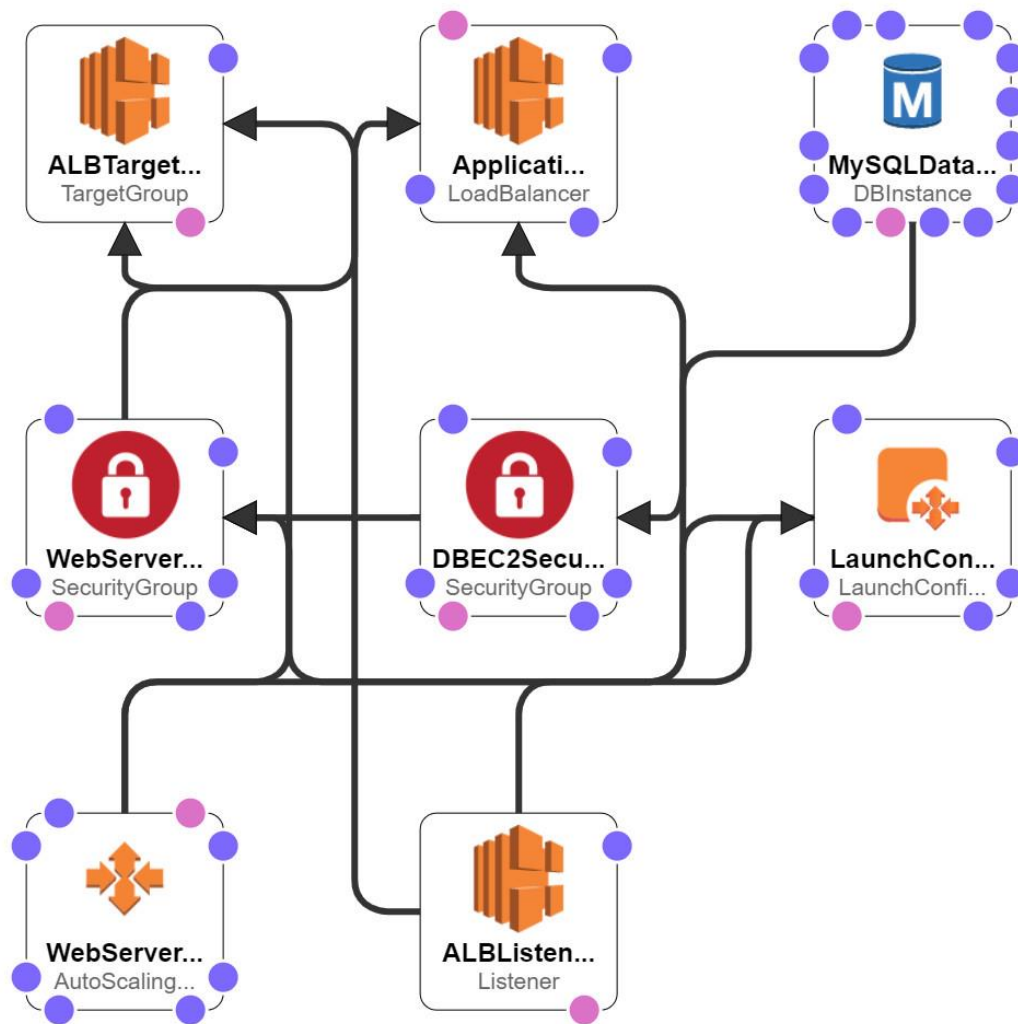 ALBTarget...
TargetGroup
Applicati...
LoadBalancer
M
MySQLData...
DBInstance
WebServer...
SecurityGroup
DBEC2Secu...
SecurityGroup
LaunchCon...
LaunchConfi...
WebServer...
AutoScaling...
ALBListen...
Listener